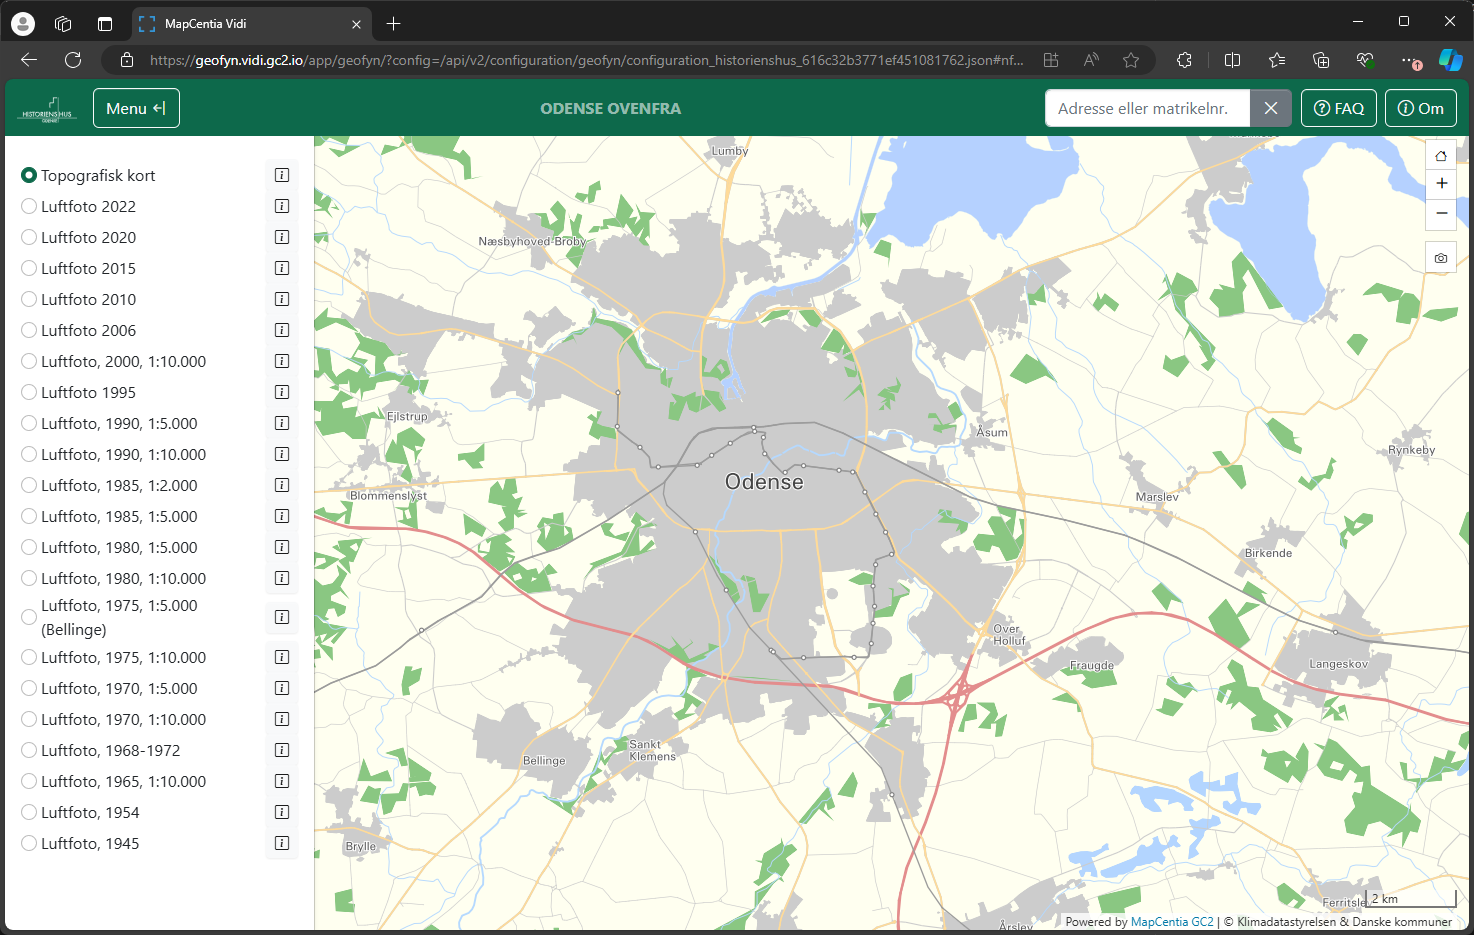 MapCentia Vidi
https://geofyn.vidi.gc2.io/app/geofyn/?config=/api/v2/configuration/geofyn/configuration_historienshus_616c32b3771ef451081762.json#nf...
HISTORIENS HUS
ODENSE
Menu
ODENSE OVENFRA
Adresse eller matrikelnr.
FAQ
Om
Topografisk kort
Luftfoto 2022
Luftfoto 2020
Luftfoto 2015
Luftfoto 2010
Luftfoto 2006
Luftfoto, 2000, 1:10.000
Luftfoto 1995
Luftfoto, 1990, 1:5.000
Luftfoto, 1990, 1:10.000
Luftfoto, 1985, 1:2.000
Luftfoto, 1985, 1:5.000
Luftfoto, 1980, 1:5.000
Luftfoto, 1980, 1:10.000
Luftfoto, 1975, 1:5.000
(Bellinge)
Luftfoto, 1975, 1:10.000
Luftfoto, 1970, 1:5.000
Luftfoto, 1970, 1:10.000
Luftfoto, 1968-1972
Luftfoto, 1965, 1:10.000
Luftfoto, 1954
Luftfoto, 1945
Lumby
Næsbyhoved-Broby
Ejlstrup
Åsum
Rynkeby
Odense
Blommenslyst
Marslev
Birkende
Over
Holluf
Fraugde
Langeskov
Sankt
Klemens
Bellinge
Brylle
Ferritslev
2 km
Årslev
Powered by MapCentia GC2 | © Klimadatastyrelsen & Danske kommuner